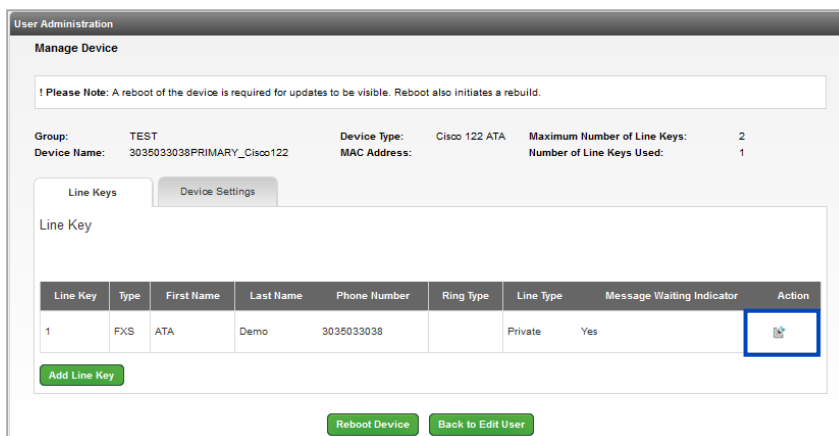 User Administration
Manage Device
! Please Note: A reboot of the device is required for updates to be visible. Reboot also initiates a rebuild.
Group: TEST Device Type: Cisco 122 ATA Maximum Number of Line Keys: 2
Device Name: 3035033038PRIMARY_Cisco122 MAC Address: Number of Line Keys Used: 1
Line Keys Device Settings
Line Key
Line Key Type First Name Last Name Phone Number Ring Type Line Type Message Waiting Indicator Action
1 FXS ATA Demo 3035033038 Private Yes
Add Line Key
Reboot Device Back to Edit User